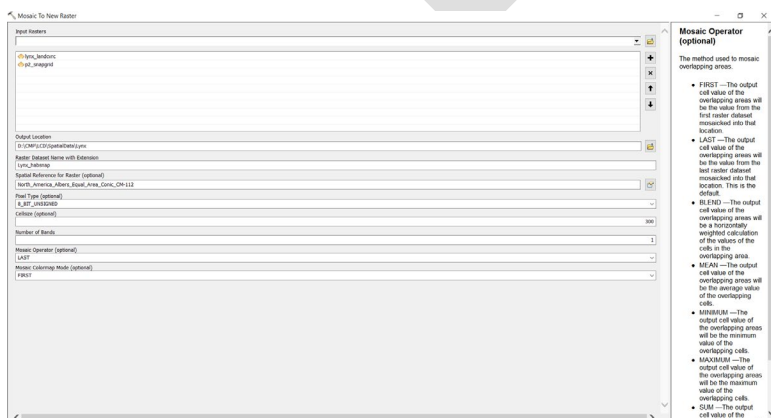 Mosaic To New Raster
Input Rasters
lynx_landcvrc
p2_snapgrid
Output Location
D:\CMP\LCD\SpatialData\Lynx
Raster Dataset Name with Extension
Lynx_habsnap
Spatial Reference for Raster (optional)
North_America_Albers_Equal_Area_Conic_CM-112
Pixel Type (optional)
8_BIT_UNSIGNED
Cellsize (optional)
300
Number of Bands
1
Mosaic Operator (optional)
LAST
Mosaic Colormap Mode (optional)
FIRST
Mosaic Operator
(optional)
The method used to mosaic
overlapping areas.
• FIRST —The output
cell value of the
overlapping areas will
be the value from the
first raster dataset
mosaicked into that
location.
• LAST —The output
cell value of the
overlapping areas will
be the value from the
last raster dataset
mosaicked into that
location. This is the
default.
• BLEND —The output
cell value of the
overlapping areas will
be a horizontally
weighted calculation
of the values of the
cells in the
overlapping area.
• MEAN —The output
cell value of the
overlapping areas will
be the average value
of the overlapping
cells.
• MINIMUM —The
output cell value of
the overlapping areas
will be the minimum
value of the
overlapping cells.
• MAXIMUM —The
output cell value of
the overlapping areas
will be the maximum
value of the
overlapping cells.
• SUM —The output
cell value of the